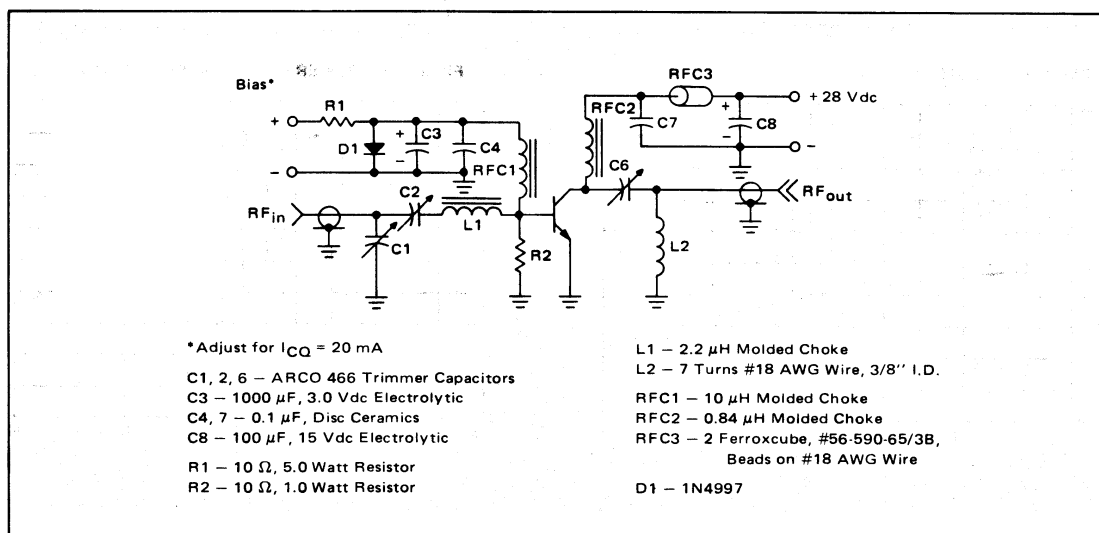 Bias*
RFC3
+ 28 Vdc
R1
RFC2
+
+
C7
C8
+
D1
C3
C4
-
-
-
-
RFC1
C6
C2
RFin
RFout
L1
C1
R2
L2
*Adjust for ICQ = 20 mA
C1, 2, 6 – ARCO 466 Trimmer Capacitors
C3 – 1000 μF, 3.0 Vdc Electrolytic
C4, 7 – 0.1 μF, Disc Ceramics
C8 – 100 μF, 15 Vdc Electrolytic
R1 – 10 Ω, 5.0 Watt Resistor
R2 – 10 Ω, 1.0 Watt Resistor
L1 – 2.2 μH Molded Choke
L2 – 7 Turns #18 AWG Wire, 3/8'' I.D.
RFC1 – 10 μH Molded Choke
RFC2 – 0.84 μH Molded Choke
RFC3 – 2 Ferroxcube, #56-590-65/3B,
Beads on #18 AWG Wire
D1 – 1N4997